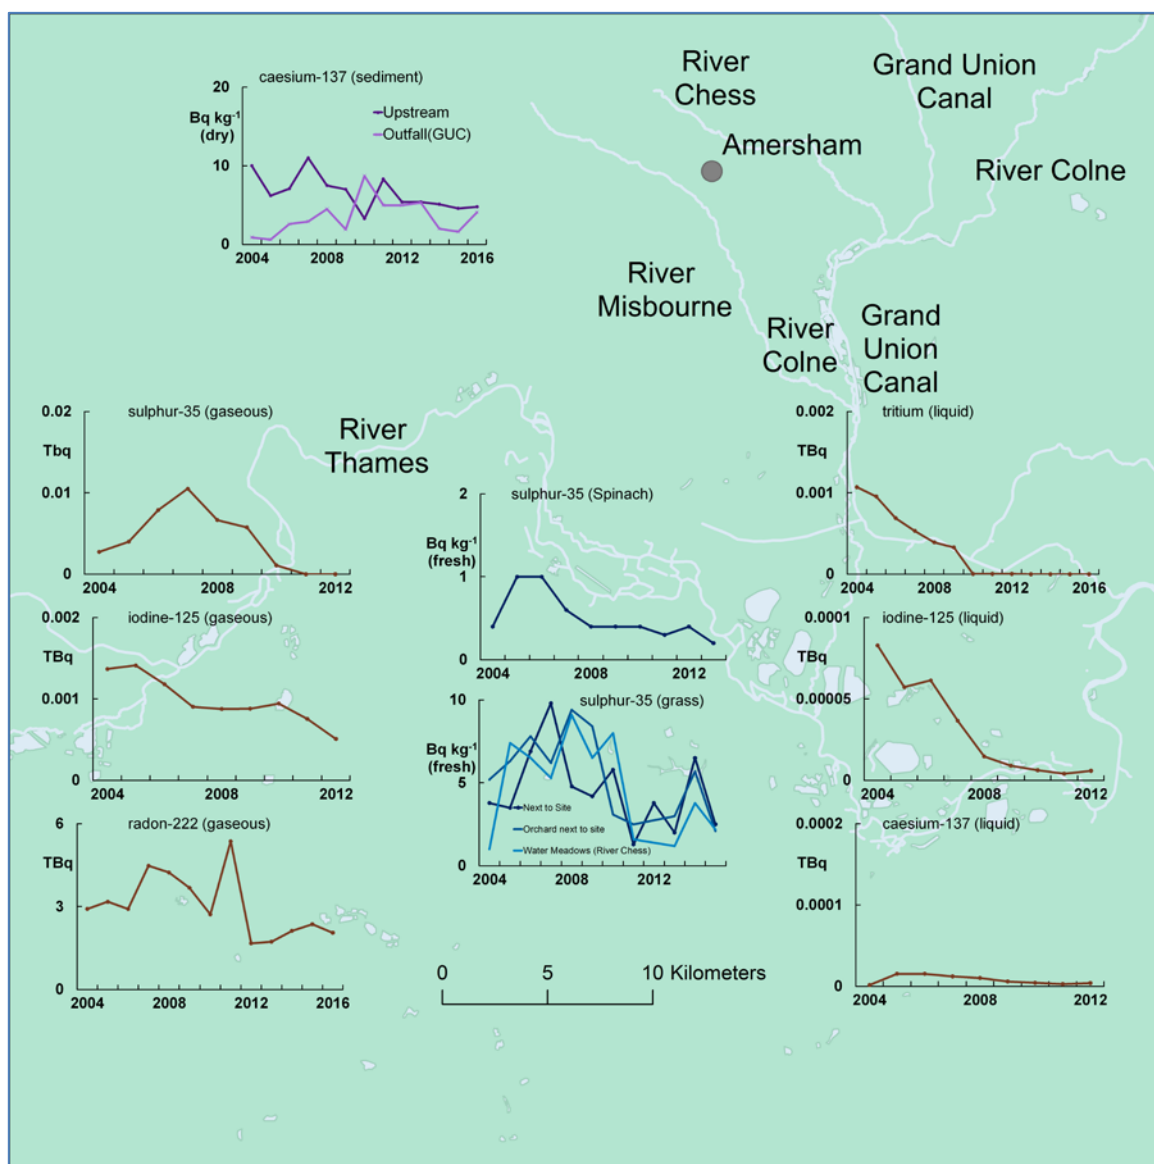 caesium-137 (sediment)
20
Bq kg⁻¹
(dry)
10
0
Upstream
Outfall(GUC)
2004 2008 2012 2016
River
Chess
Grand Union
Canal
Amersham
River Colne
River
Misbourne
River
Colne
Grand
Union
Canal
River
Thames
sulphur-35 (gaseous)
0.02
Tbq
0.01
0
2004 2008 2012
sulphur-35 (Spinach)
2
Bq kg⁻¹
(fresh)
1
0
2004 2008 2012
tritium (liquid)
0.002
TBq
0.001
0
2004 2008 2012 2016
iodine-125 (gaseous)
0.002
TBq
0.001
0
2004 2008 2012
sulphur-35 (grass)
10
Bq kg⁻¹
(fresh)
5
0
Next to Site
Orchard next to site
Water Meadows (River Chess)
2004 2008 2012
iodine-125 (liquid)
0.0001
TBq
0.00005
0
2004 2008 2012
radon-222 (gaseous)
6
TBq
3
0
2004 2008 2012 2016
caesium-137 (liquid)
0.0002
TBq
0.0001
0
2004 2008 2012
0 5 10 Kilometers